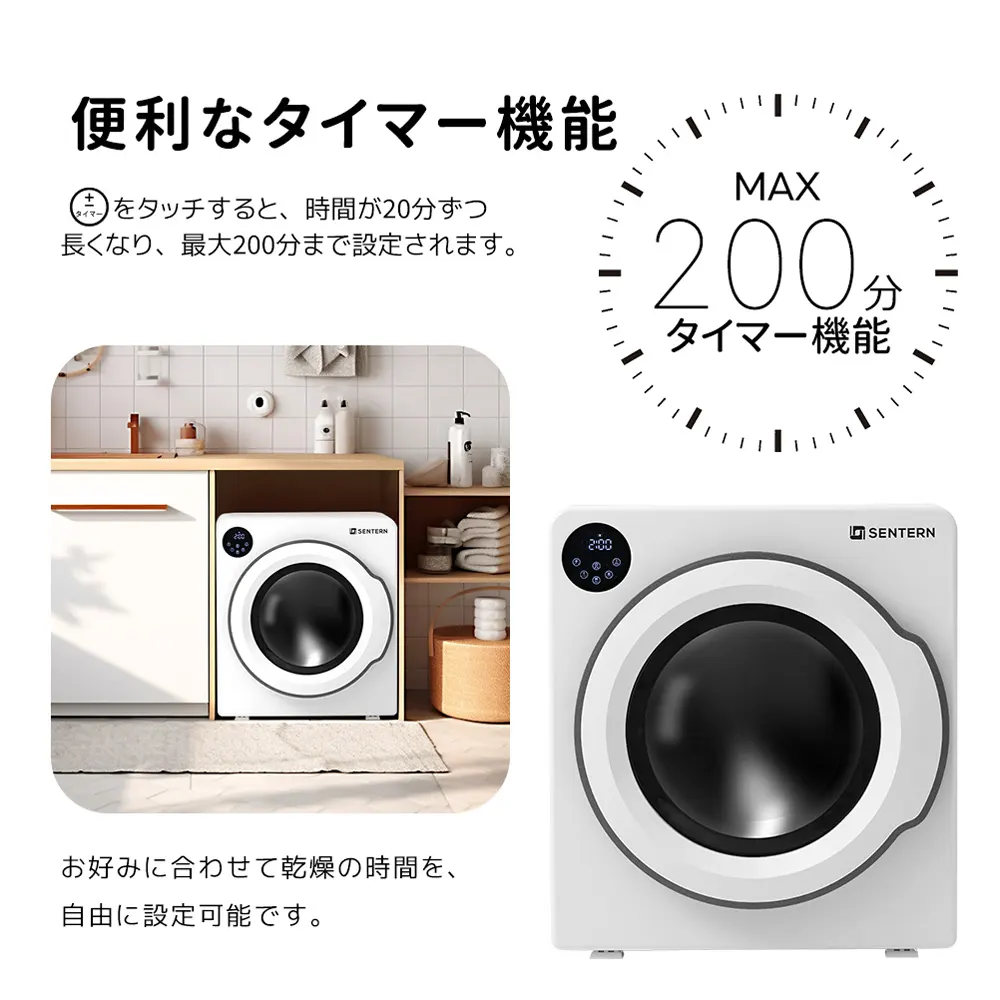 便利なタイマー機能
+
−
タイマー
をタッチすると、時間が20分ずつ
長くなり、最大200分まで設定されます。
MAX
200分
タイマー機能
SENTERN
2:00
SENTERN
お好みに合わせて乾燥の時間を、
自由に設定可能です。